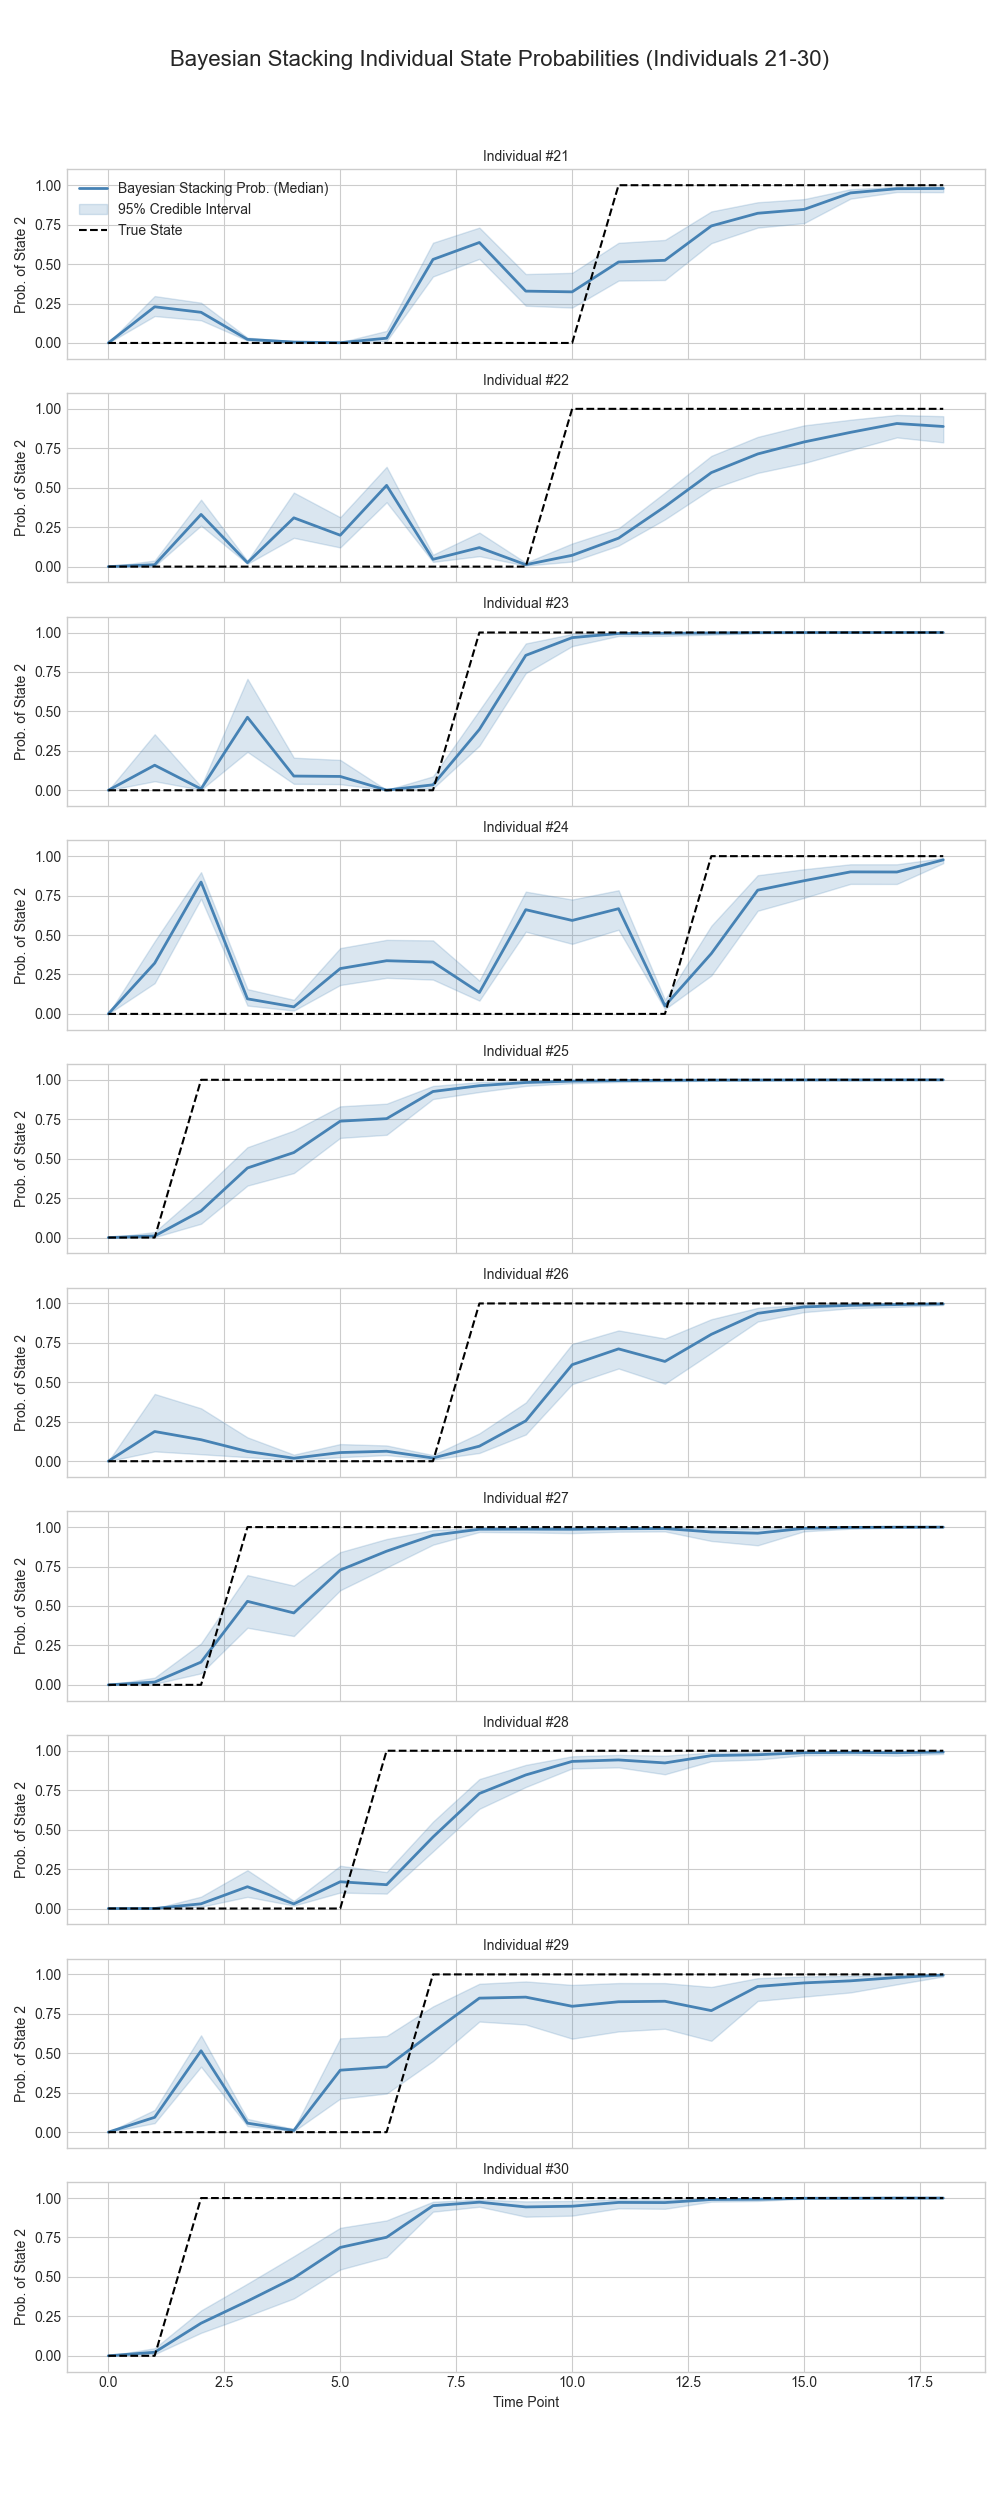 Bayesian Stacking Individual State Probabilities (Individuals 21-30)
Individual #21
1.00
0.75
0.50
0.25
0.00
Prob. of State 2
Bayesian Stacking Prob. (Median)
95% Credible Interval
True State
Individual #22
1.00
0.75
0.50
0.25
0.00
Prob. of State 2
Individual #23
1.00
0.75
0.50
0.25
0.00
Prob. of State 2
Individual #24
1.00
0.75
0.50
0.25
0.00
Prob. of State 2
Individual #25
1.00
0.75
0.50
0.25
0.00
Prob. of State 2
Individual #26
1.00
0.75
0.50
0.25
0.00
Prob. of State 2
Individual #27
1.00
0.75
0.50
0.25
0.00
Prob. of State 2
Individual #28
1.00
0.75
0.50
0.25
0.00
Prob. of State 2
Individual #29
1.00
0.75
0.50
0.25
0.00
Prob. of State 2
Individual #30
1.00
0.75
0.50
0.25
0.00
Prob. of State 2
0.0 2.5 5.0 7.5 10.0 12.5 15.0 17.5
Time Point